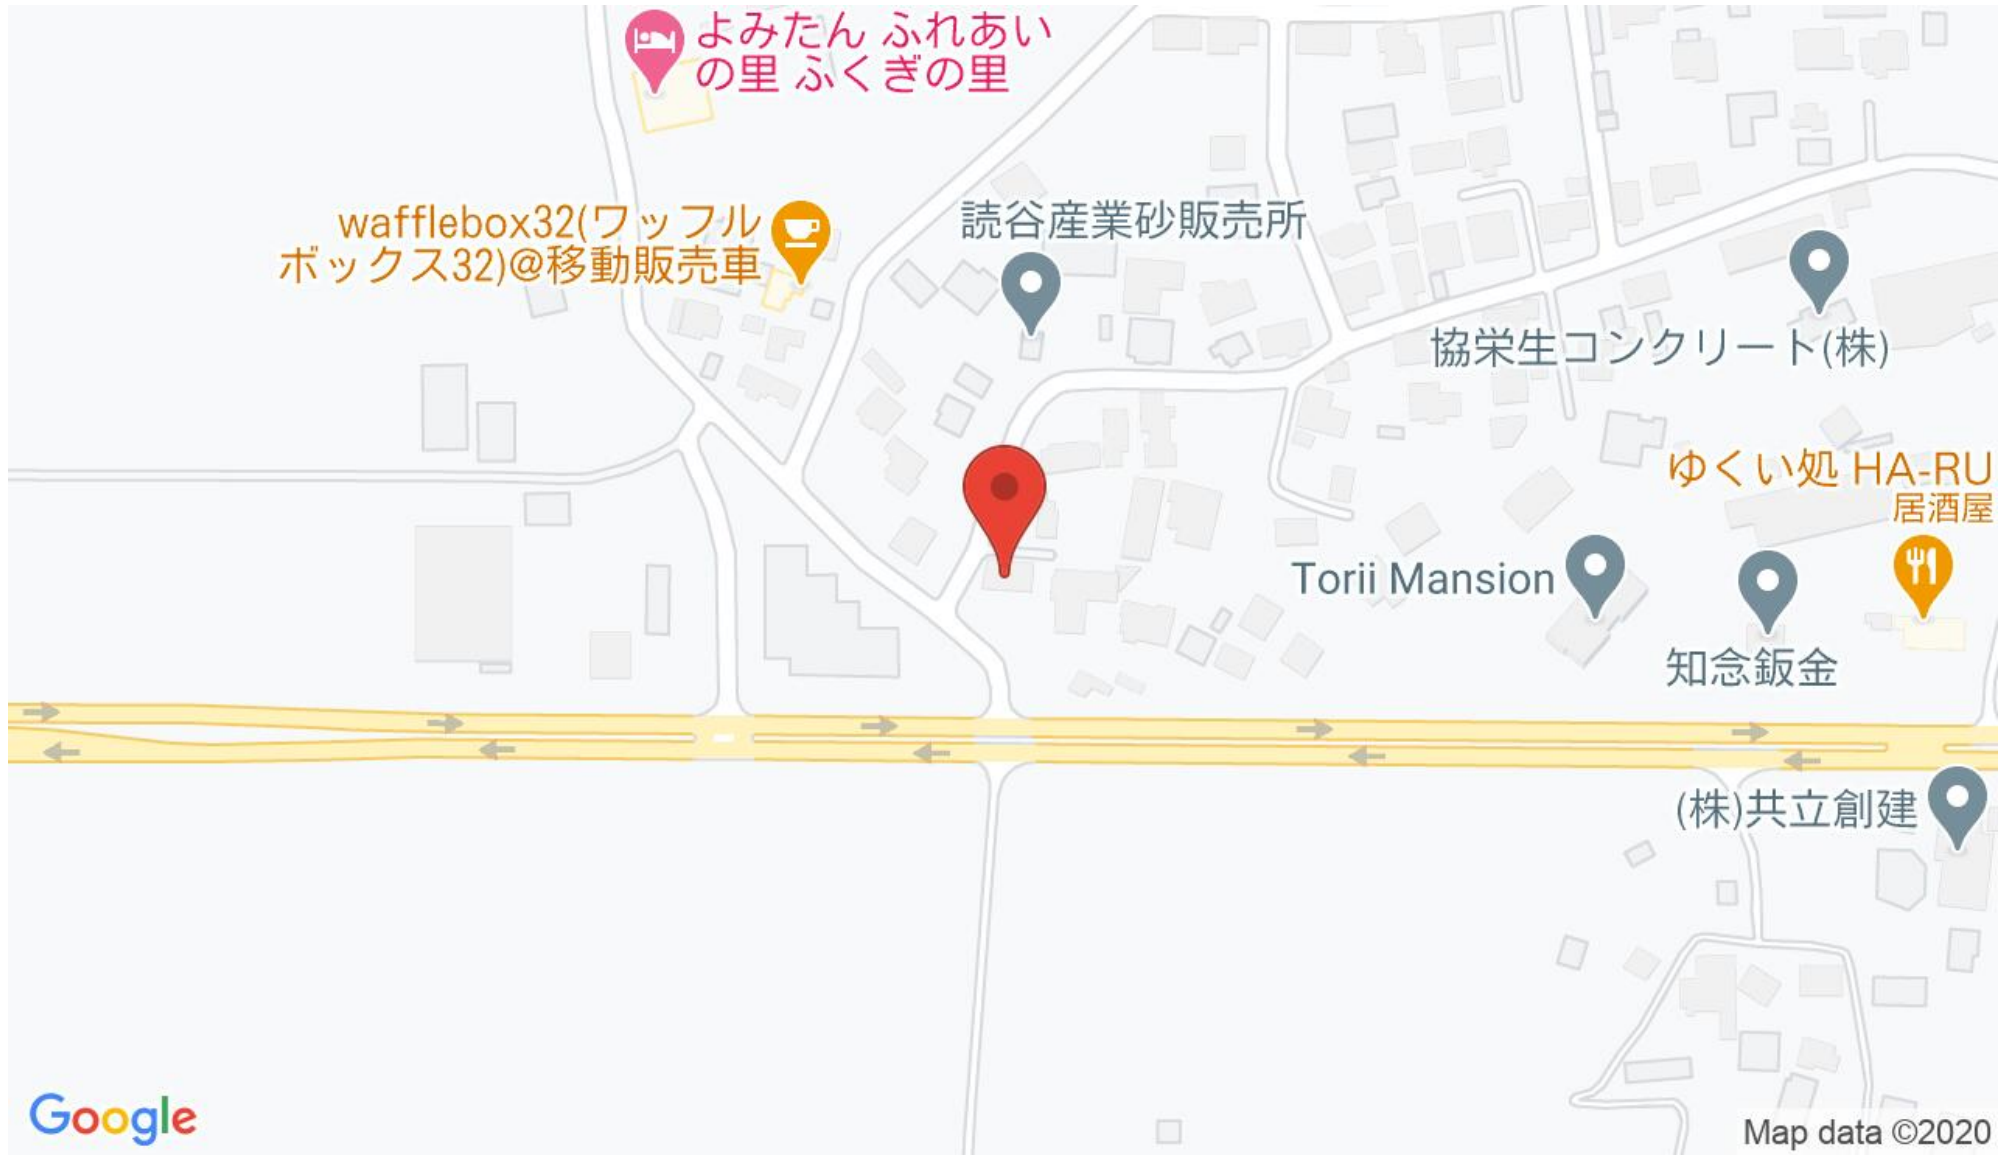 よみたん ふれあい
の里 ふくぎの里
wafflebox32(ワッフル
ボックス32)@移動販売車
読谷産業砂販売所
協栄生コンクリート(株)
ゆくい処 HA-RU
居酒屋
Torii Mansion
知念鈑金
(株)共立創建
Google
Map data ©2020